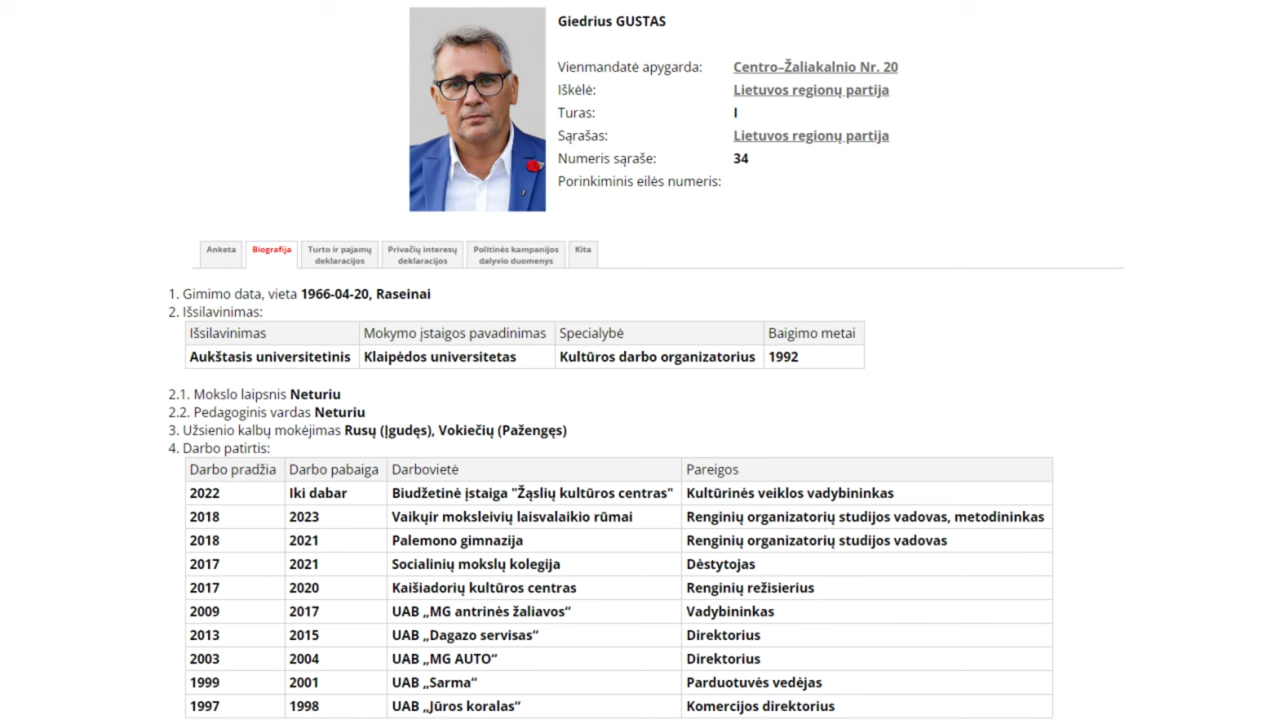 Giedrius GUSTAS
Vienmandatė apygarda: Centro–Žaliakalnio Nr. 20
Iškėlė: Lietuvos regionų partija
Turas: I
Sąrašas: Lietuvos regionų partija
Numeris sąraše: 34
Porinkiminis eilės numeris:
Anketa Biografija Turto ir pajamų deklaracijos Privačių interesų deklaracijos Politinės kampanijos dalyvio duomenys Kita
1. Gimimo data, vieta 1966-04-20, Raseinai
2. Išsilavinimas:
Išsilavinimas Mokymo įstaigos pavadinimas Specialybė Baigimo metai
Aukštasis universitetinis Klaipėdos universitetas Kultūros darbo organizatorius 1992
2.1. Mokslo laipsnis Neturiu
2.2. Pedagoginis vardas Neturiu
3. Užsienio kalbų mokėjimas Rusų (Įgudęs), Vokiečių (Pažengęs)
4. Darbo patirtis:
Darbo pradžia Darbo pabaiga Darbovietė Pareigos
2022 Iki dabar Biudžetinė įstaiga "Žąslių kultūros centras" Kultūrinės veiklos vadybininkas
2018 2023 Vaikųir moksleivių laisvalaikio rūmai Renginių organizatorių studijos vadovas, metodininkas
2018 2021 Palemono gimnazija Renginių organizatorių studijos vadovas
2017 2021 Socialinių mokslų kolegija Dėstytojas
2017 2020 Kaišiadorių kultūros centras Renginių režisierius
2009 2017 UAB „MG antrinės žaliavos“ Vadybininkas
2013 2015 UAB „Dagazo servisas“ Direktorius
2003 2004 UAB „MG AUTO“ Direktorius
1999 2001 UAB „Sarma“ Parduotuvės vedėjas
1997 1998 UAB „Jūros koralas“ Komercijos direktorius